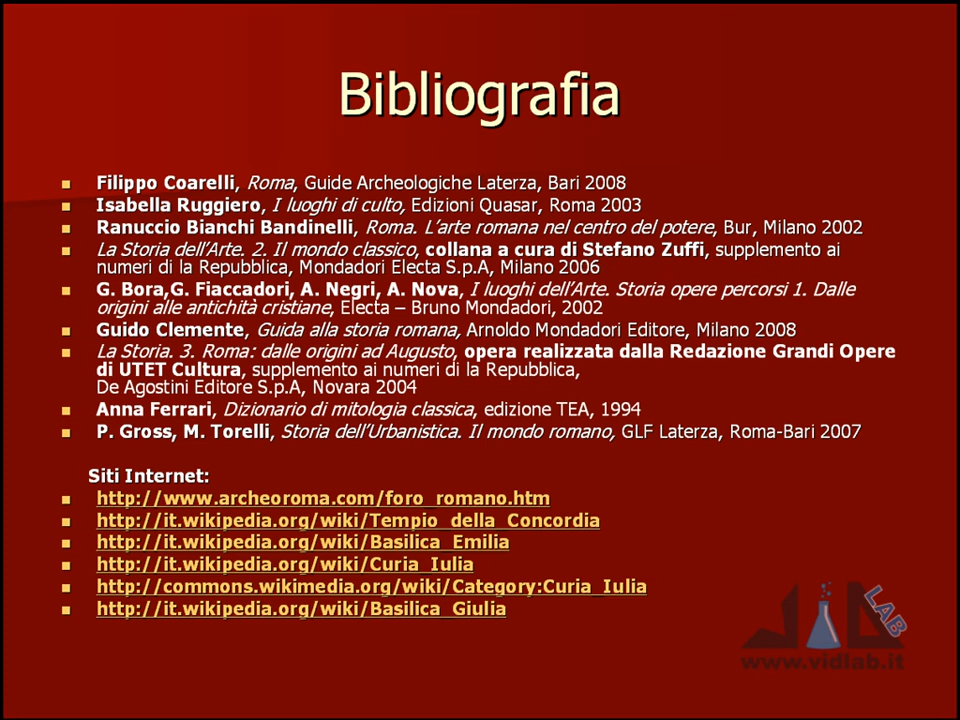 Bibliografia
Filippo Coarelli, Roma, Guide Archeologiche Laterza, Bari 2008
Isabella Ruggiero, I luoghi di culto, Edizioni Quasar, Roma 2003
Ranuccio Bianchi Bandinelli, Roma. L’arte romana nel centro del potere, Bur, Milano 2002
La Storia dell’Arte. 2. Il mondo classico, collana a cura di Stefano Zuffi, supplemento ai
numeri di la Repubblica, Mondadori Electa S.p.A, Milano 2006
G. Bora,G. Fiaccadori, A. Negri, A. Nova, I luoghi dell’Arte. Storia opere percorsi 1. Dalle
origini alle antichità cristiane, Electa – Bruno Mondadori, 2002
Guido Clemente, Guida alla storia romana, Arnoldo Mondadori Editore, Milano 2008
La Storia. 3. Roma: dalle origini ad Augusto, opera realizzata dalla Redazione Grandi Opere
di UTET Cultura, supplemento ai numeri di la Repubblica,
De Agostini Editore S.p.A, Novara 2004
Anna Ferrari, Dizionario di mitologia classica, edizione TEA, 1994
P. Gross, M. Torelli, Storia dell’Urbanistica. Il mondo romano, GLF Laterza, Roma-Bari 2007
Siti Internet:
http://www.archeoroma.com/foro_romano.htm
http://it.wikipedia.org/wiki/Tempio_della_Concordia
http://it.wikipedia.org/wiki/Basilica_Emilia
http://it.wikipedia.org/wiki/Curia_Iulia
http://commons.wikimedia.org/wiki/Category:Curia_Iulia
http://it.wikipedia.org/wiki/Basilica_Giulia
LAB
www.vidlab.it